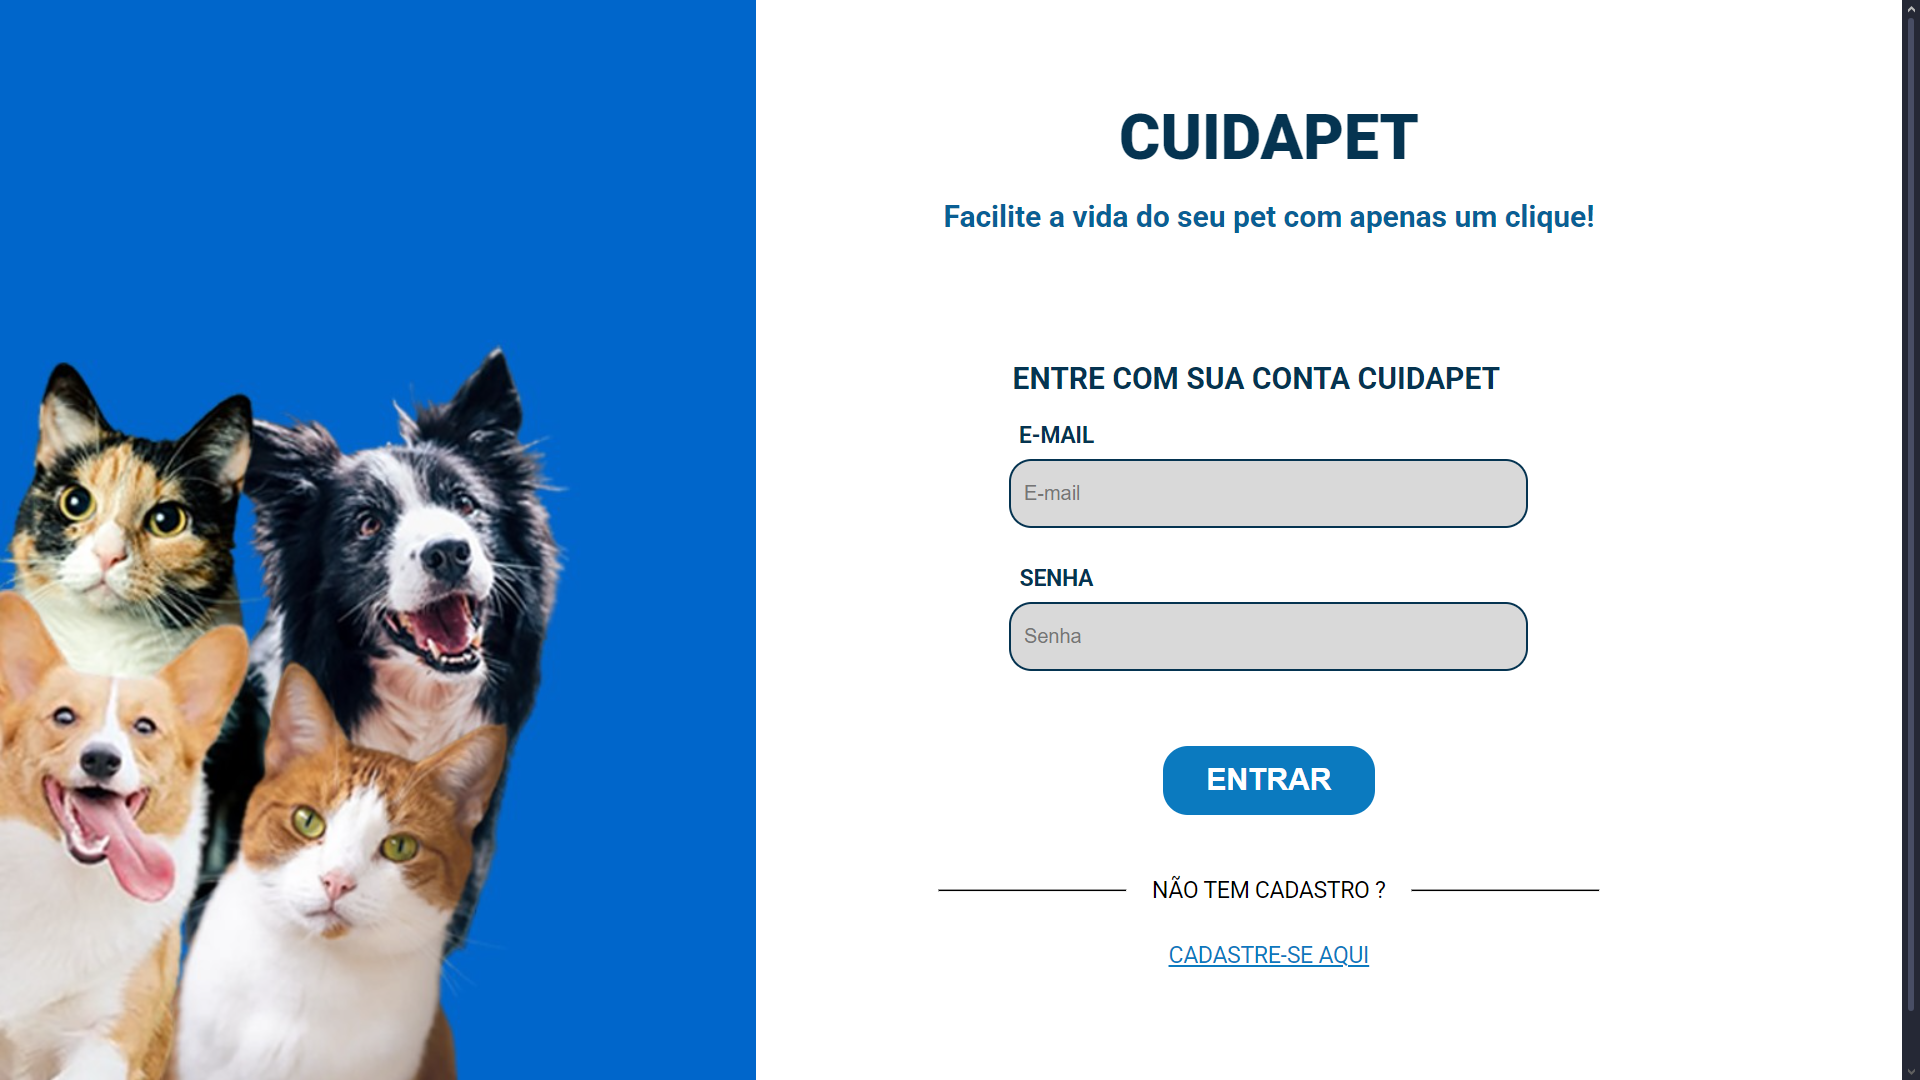 CUIDAPET
Facilite a vida do seu pet com apenas um clique!
ENTRE COM SUA CONTA CUIDAPET
E-MAIL
E-mail
SENHA
Senha
ENTRAR
NÃO TEM CADASTRO ?
CADASTRE-SE AQUI